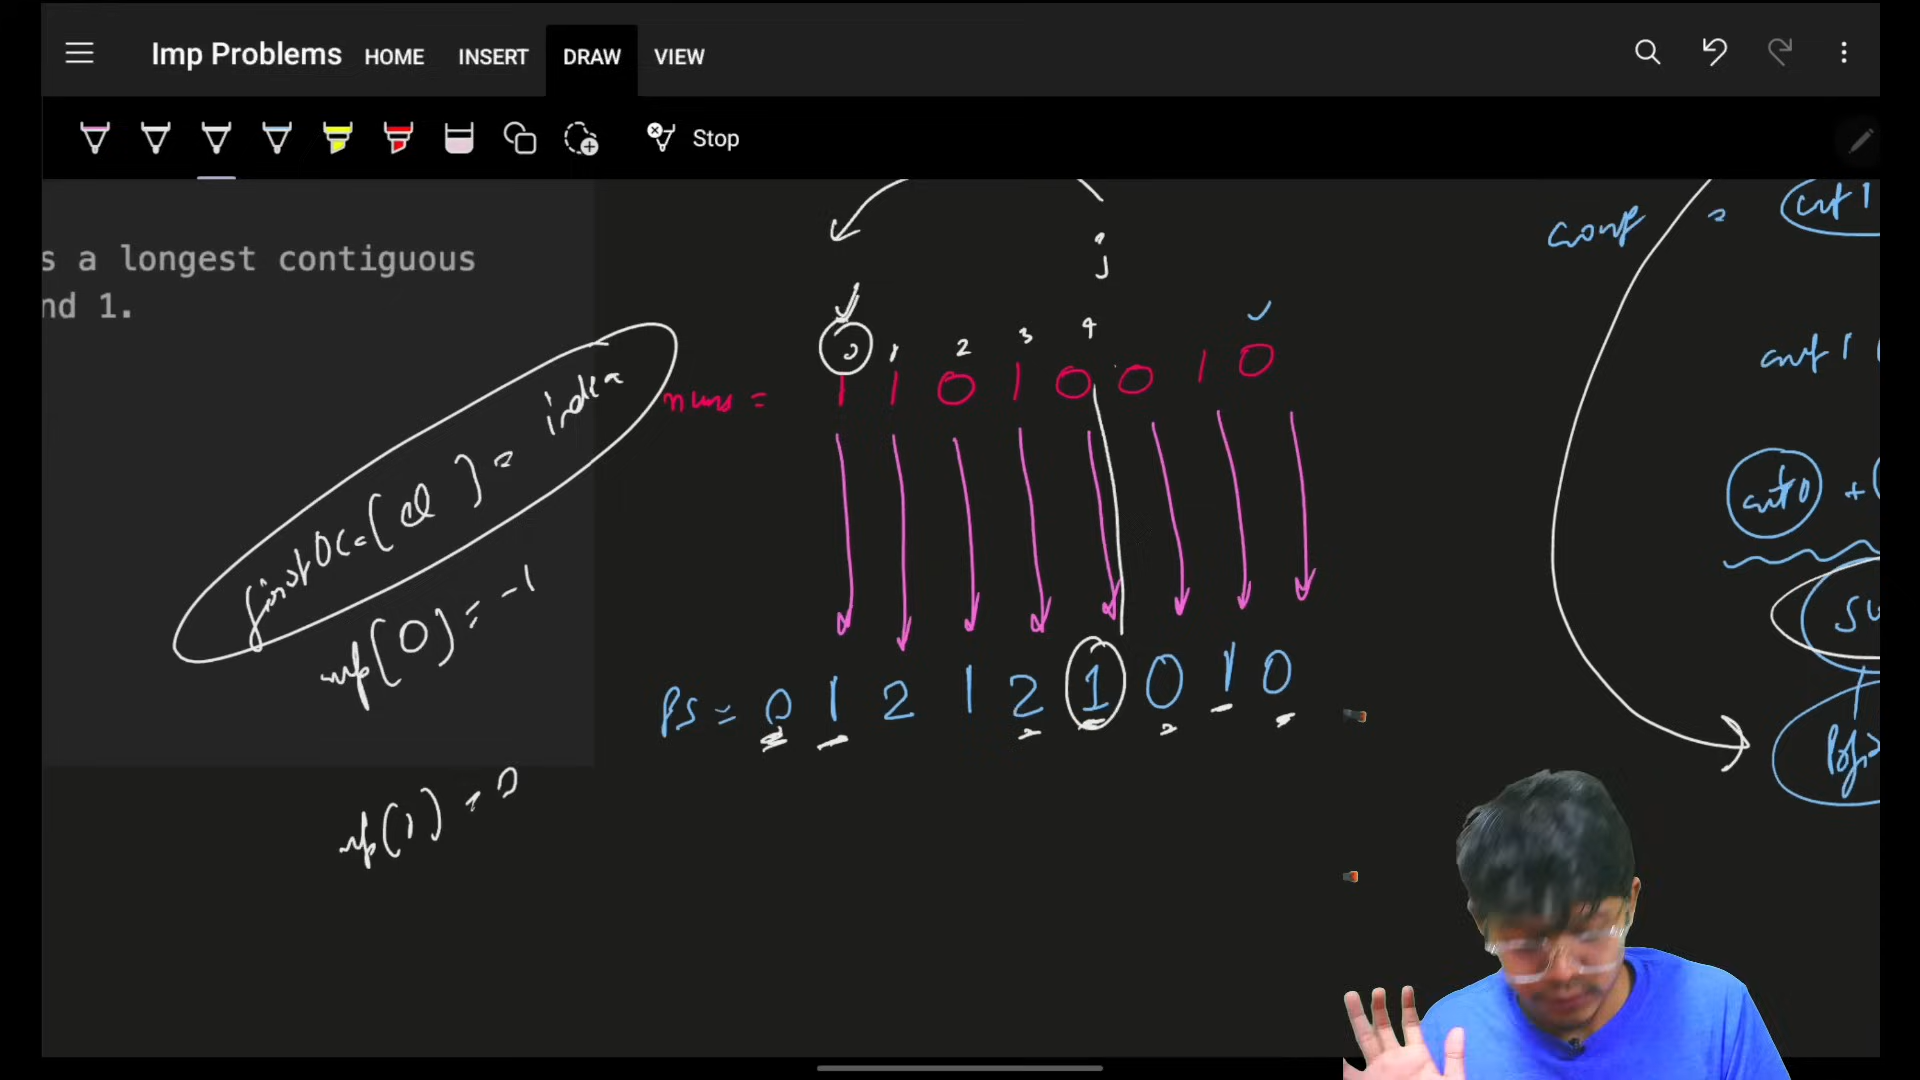 Imp Problems HOME INSERT DRAW VIEW
Stop
s a longest contiguous
nd 1.
cont = cnt 1
j
0 1 2 3 4
nums = 1 1 0 1 0 0 1 0
cnt 1
firstOcc[el] = index
cnt0 +
mp[0] = -1
su
PS = 0 1 2 1 2 1 0 1 0
mp[1] = 0